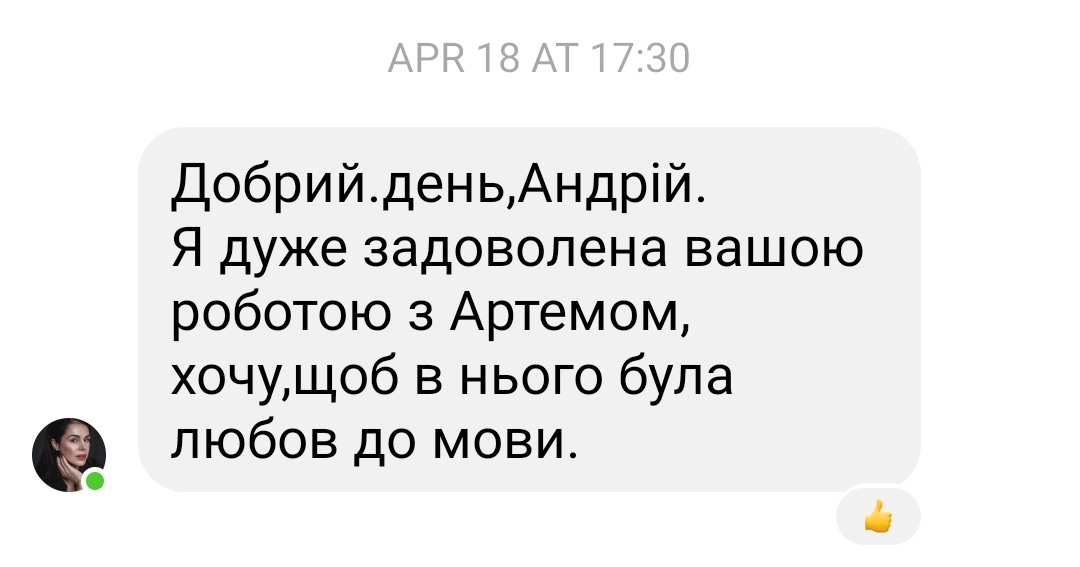 APR 18 AT 17:30
Добрий.день,Андрій.
Я дуже задоволена вашою
роботою з Артемом,
хочу,щоб в нього була
любов до мови.